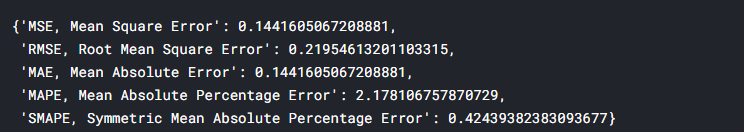 {'MSE, Mean Square Error': 0.1441605067208881,
'RMSE, Root Mean Square Error': 0.21954613201103315,
'MAE, Mean Absolute Error': 0.1441605067208881,
'MAPE, Mean Absolute Percentage Error': 2.178106757870729,
'SMAPE, Symmetric Mean Absolute Percentage Error': 0.42439382383093677}